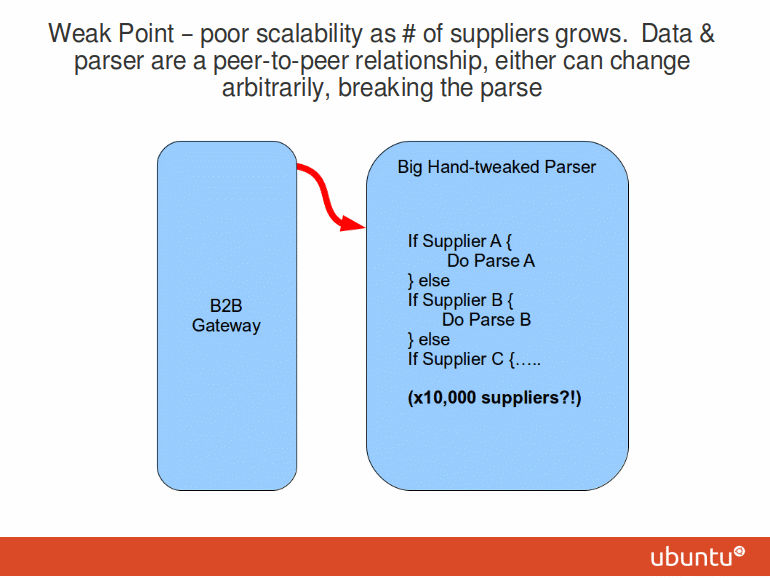 Weak Point – poor scalability as # of suppliers grows.  Data &
parser are a peer-to-peer relationship, either can change
arbitrarily, breaking the parse
B2B
Gateway
Big Hand-tweaked Parser
If Supplier A {
Do Parse A
} else
If Supplier B {
Do Parse B
} else
If Supplier C {…..
(x10,000 suppliers?!)
ubuntu